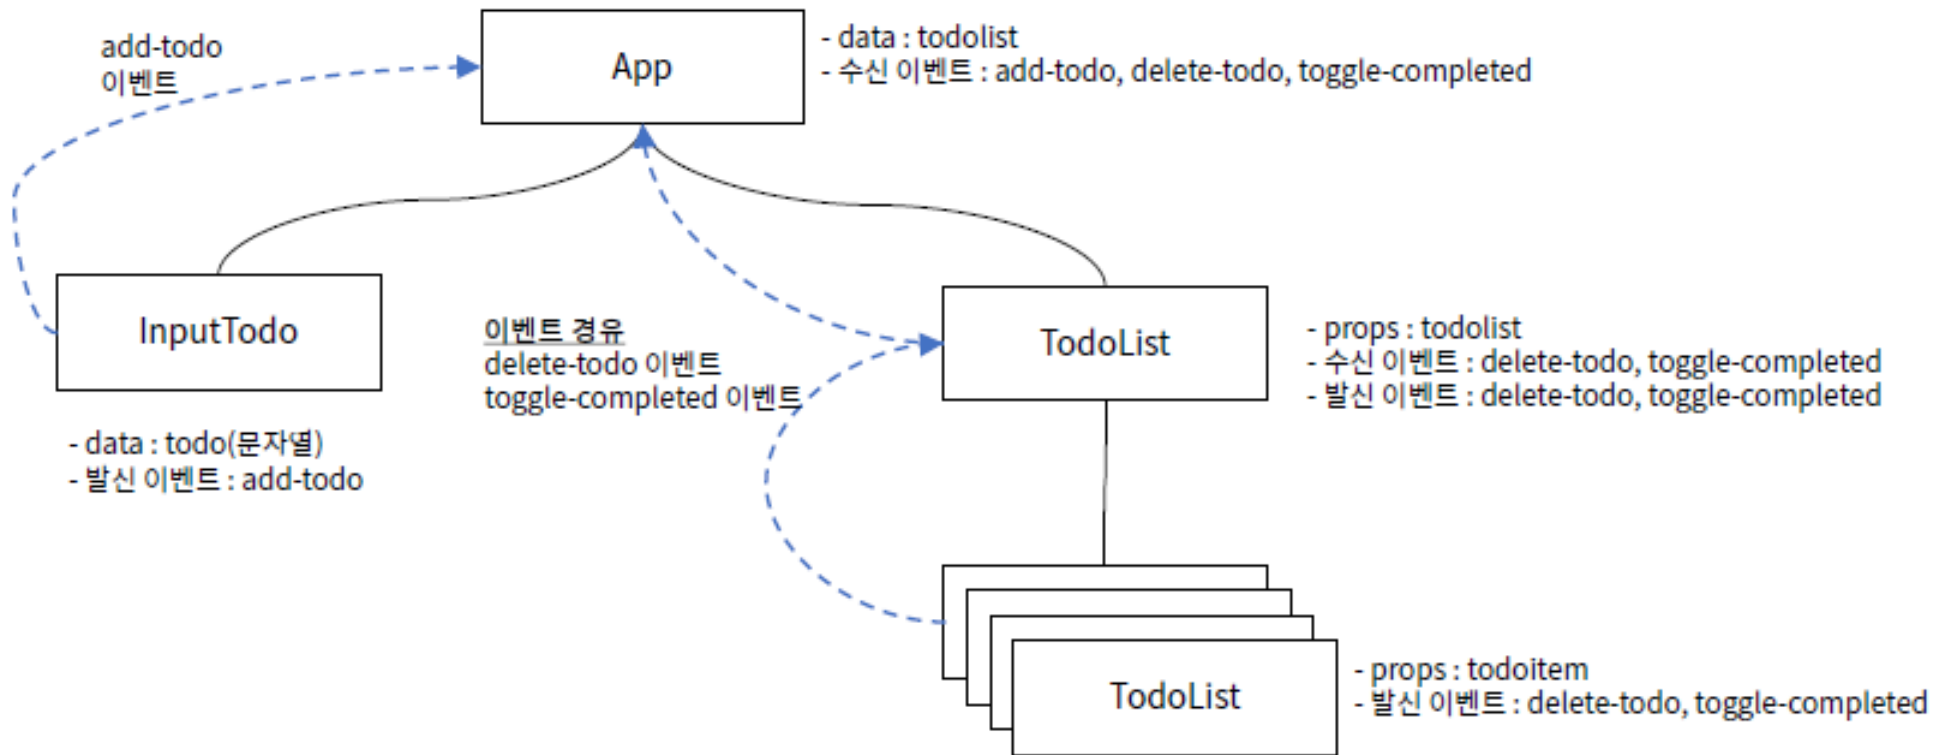 add-todo
이벤트
App
- data : todolist
- 수신 이벤트 : add-todo, delete-todo, toggle-completed
InputTodo
- data : todo(문자열)
- 발신 이벤트 : add-todo
이벤트 경유
delete-todo 이벤트
toggle-completed 이벤트
TodoList
- props : todolist
- 수신 이벤트 : delete-todo, toggle-completed
- 발신 이벤트 : delete-todo, toggle-completed
TodoList
- props : todoitem
- 발신 이벤트 : delete-todo, toggle-completed